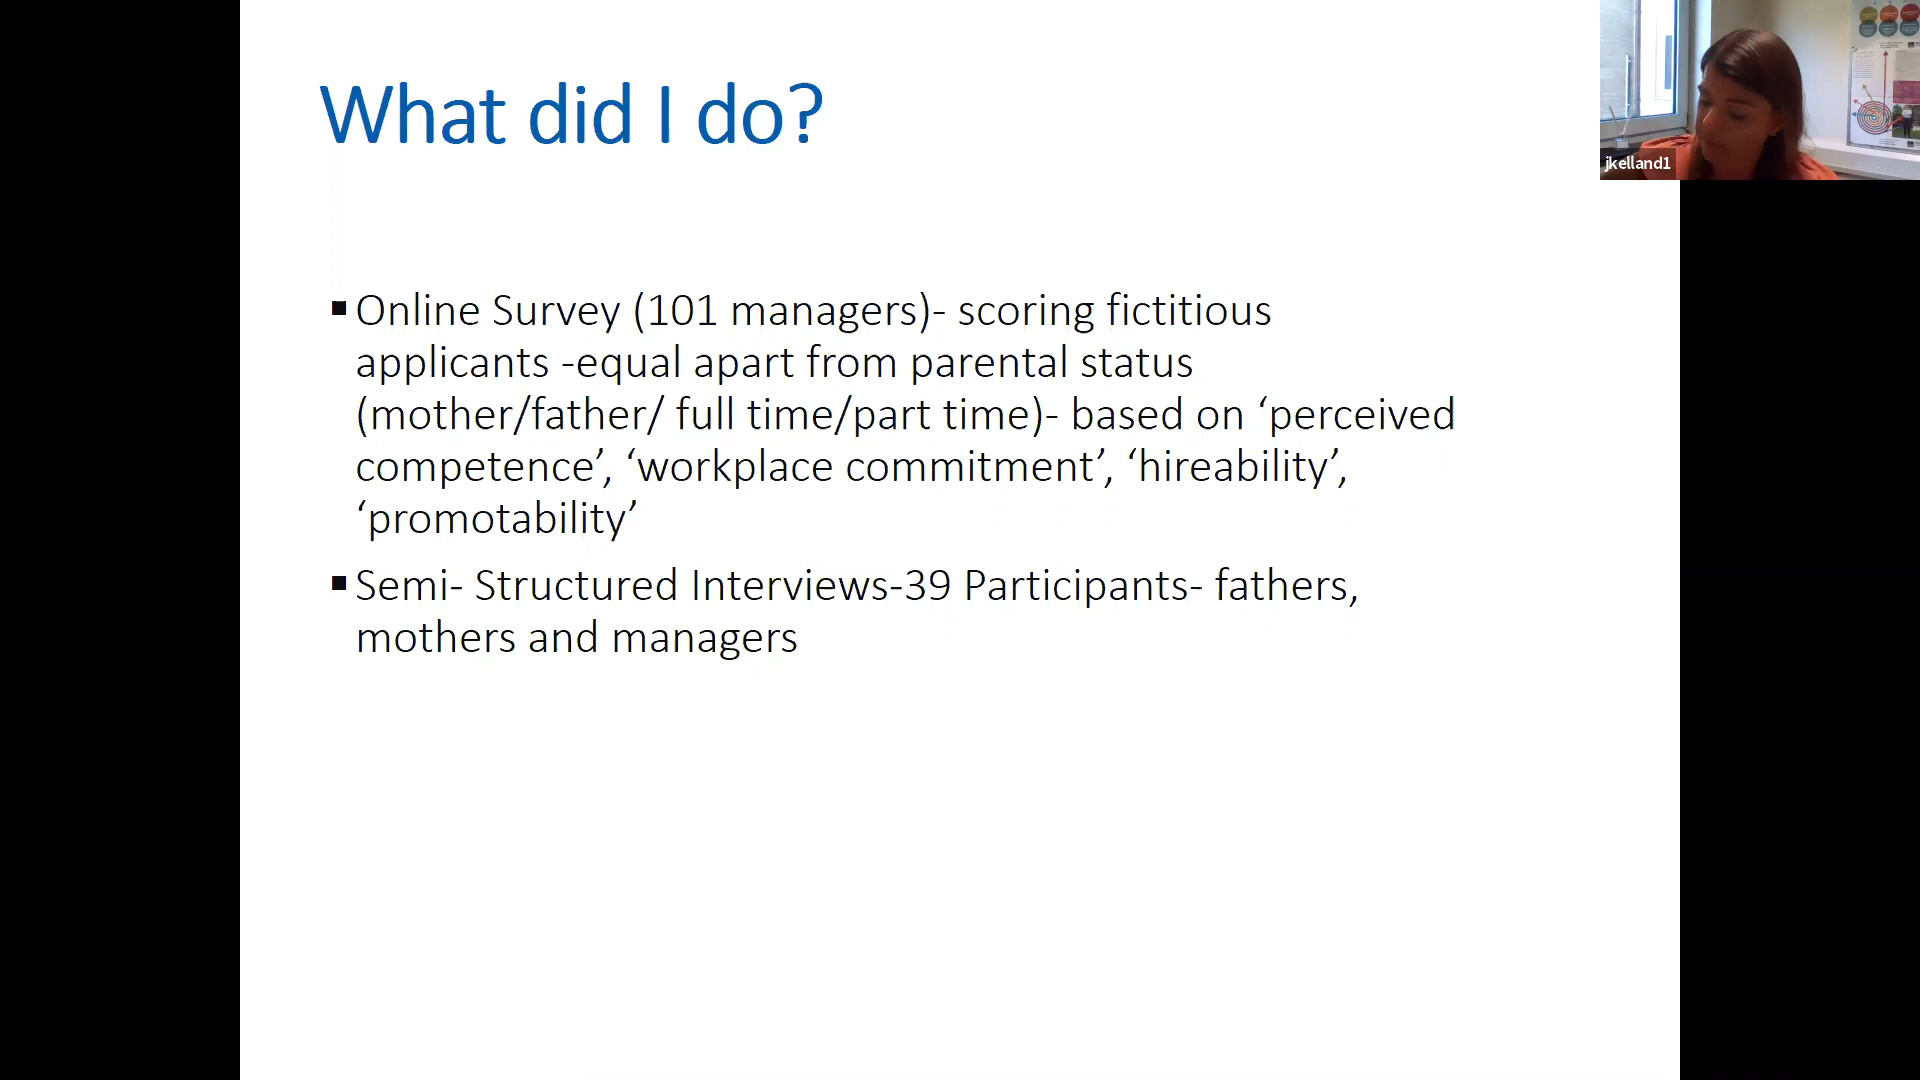 What did I do?
jkelland1
▪ Online Survey (101 managers)- scoring fictitious
applicants -equal apart from parental status
(mother/father/ full time/part time)- based on ‘perceived
competence’, ‘workplace commitment’, ‘hireability’,
‘promotability’
▪ Semi- Structured Interviews-39 Participants- fathers,
mothers and managers